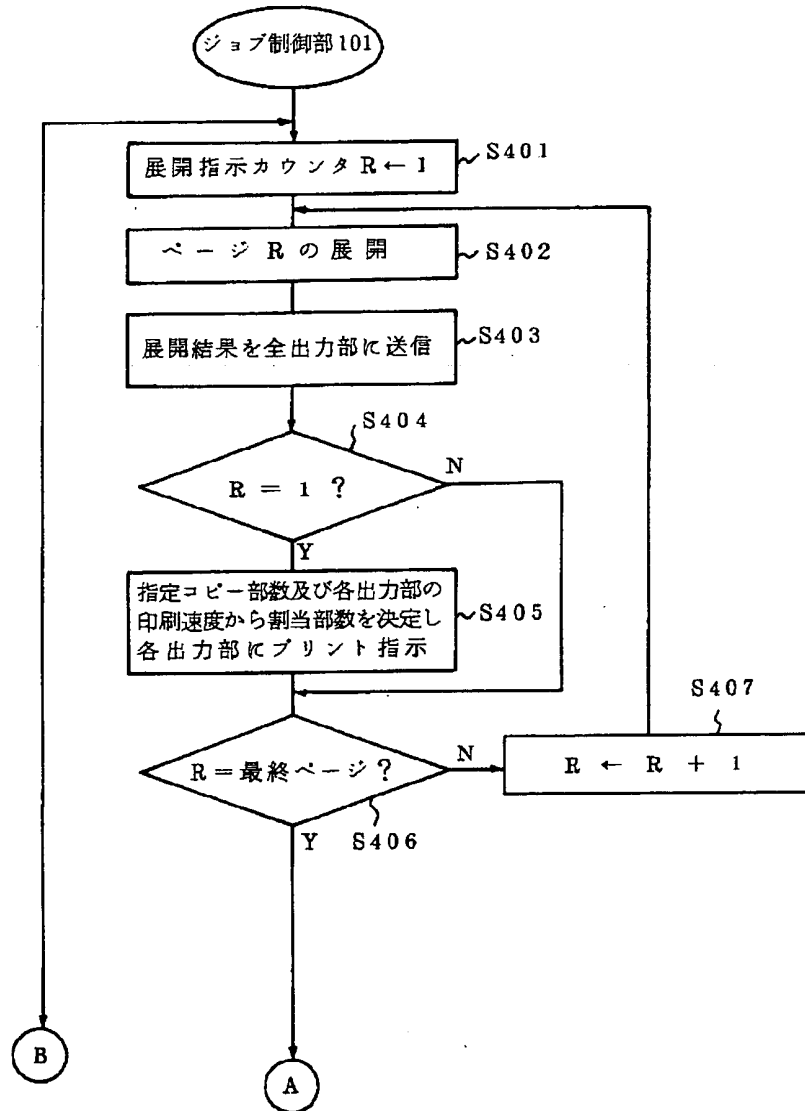 ジョブ制御部101
展開指示カウンタR←1
S401
ページRの展開
S402
展開結果を全出力部に送信
S403
S404
R=1?
N
Y
指定コピー部数及び各出力部の
印刷速度から割当部数を決定し
各出力部にプリント指示
S405
S407
R=最終ページ?
N
R ← R + 1
Y
S406
B
A